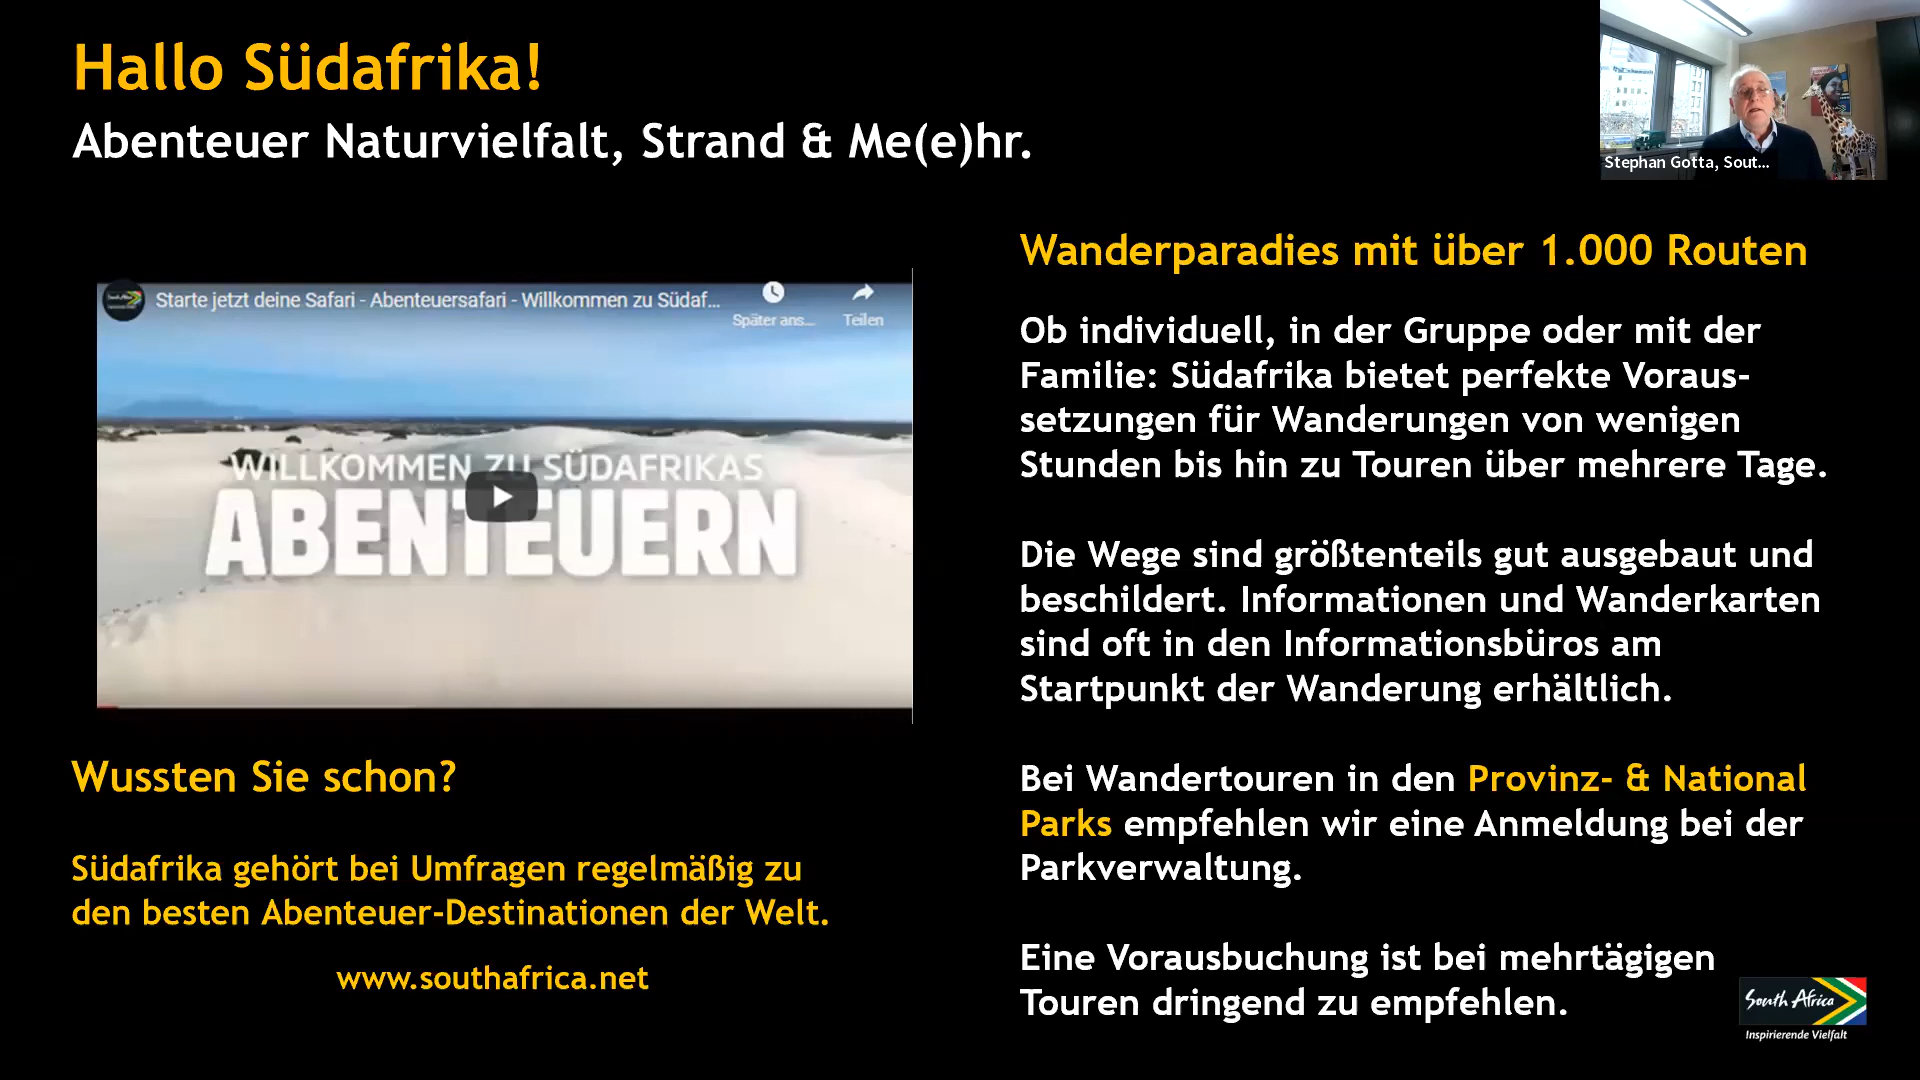 Hallo Südafrika!
Abenteuer Naturvielfalt, Strand & Me(e)hr.
Stephan Gotta, Sout...
Starte jetzt deine Safari - Abenteuersafari - Willkommen zu Südaf...
Später ans...
Teilen
WILLKOMMEN ZU SÜDAFRIKAS
ABENTEUERN
Wussten Sie schon?
Südafrika gehört bei Umfragen regelmäßig zu
den besten Abenteuer-Destinationen der Welt.
www.southafrica.net
Wanderparadies mit über 1.000 Routen
Ob individuell, in der Gruppe oder mit der
Familie: Südafrika bietet perfekte Voraus-
setzungen für Wanderungen von wenigen
Stunden bis hin zu Touren über mehrere Tage.
Die Wege sind größtenteils gut ausgebaut und
beschildert. Informationen und Wanderkarten
sind oft in den Informationsbüros am
Startpunkt der Wanderung erhältlich.
Bei Wandertouren in den Provinz- & National
Parks empfehlen wir eine Anmeldung bei der
Parkverwaltung.
Eine Vorausbuchung ist bei mehrtägigen
Touren dringend zu empfehlen.
South Africa
Inspirierende Vielfalt